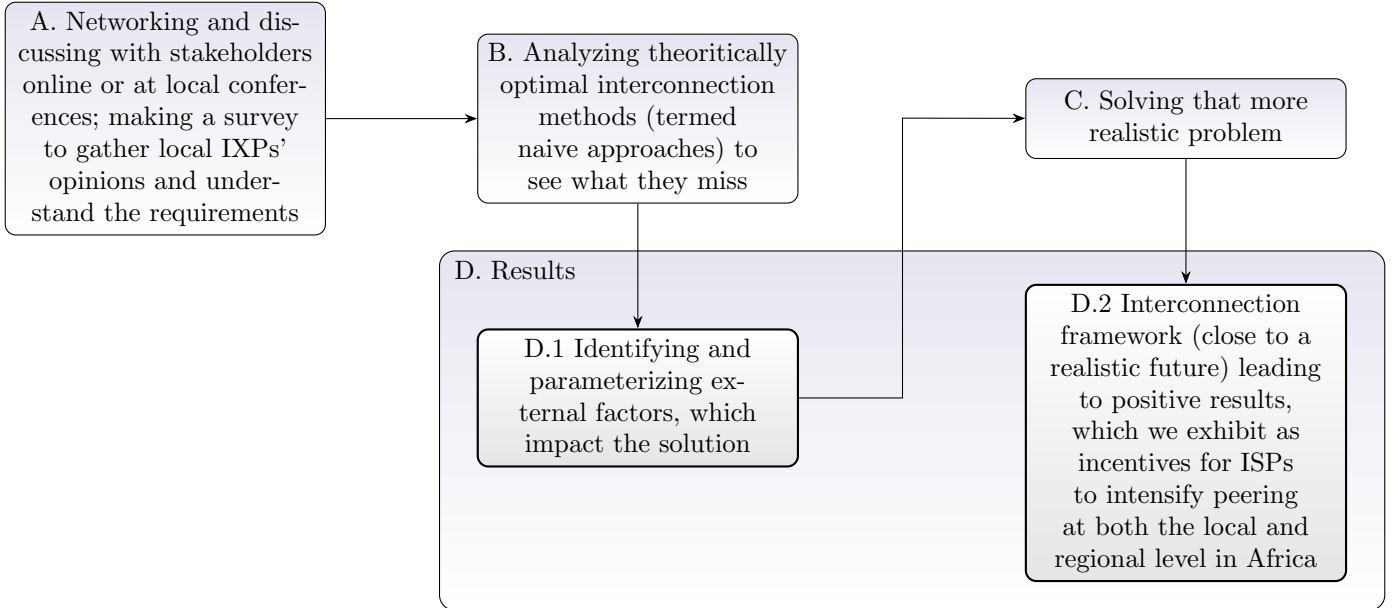 A. Networking and dis-
cussing with stakeholders
online or at local confer-
ences; making a survey
to gather local IXPs’
opinions and under-
stand the requirements
B. Analyzing theoritically
optimal interconnection
methods (termed
naive approaches) to
see what they miss
C. Solving that more
realistic problem
D. Results
D.1 Identifying and
parameterizing ex-
ternal factors, which
impact the solution
D.2 Interconnection
framework (close to a
realistic future) leading
to positive results,
which we exhibit as
incentives for ISPs
to intensify peering
at both the local and
regional level in Africa